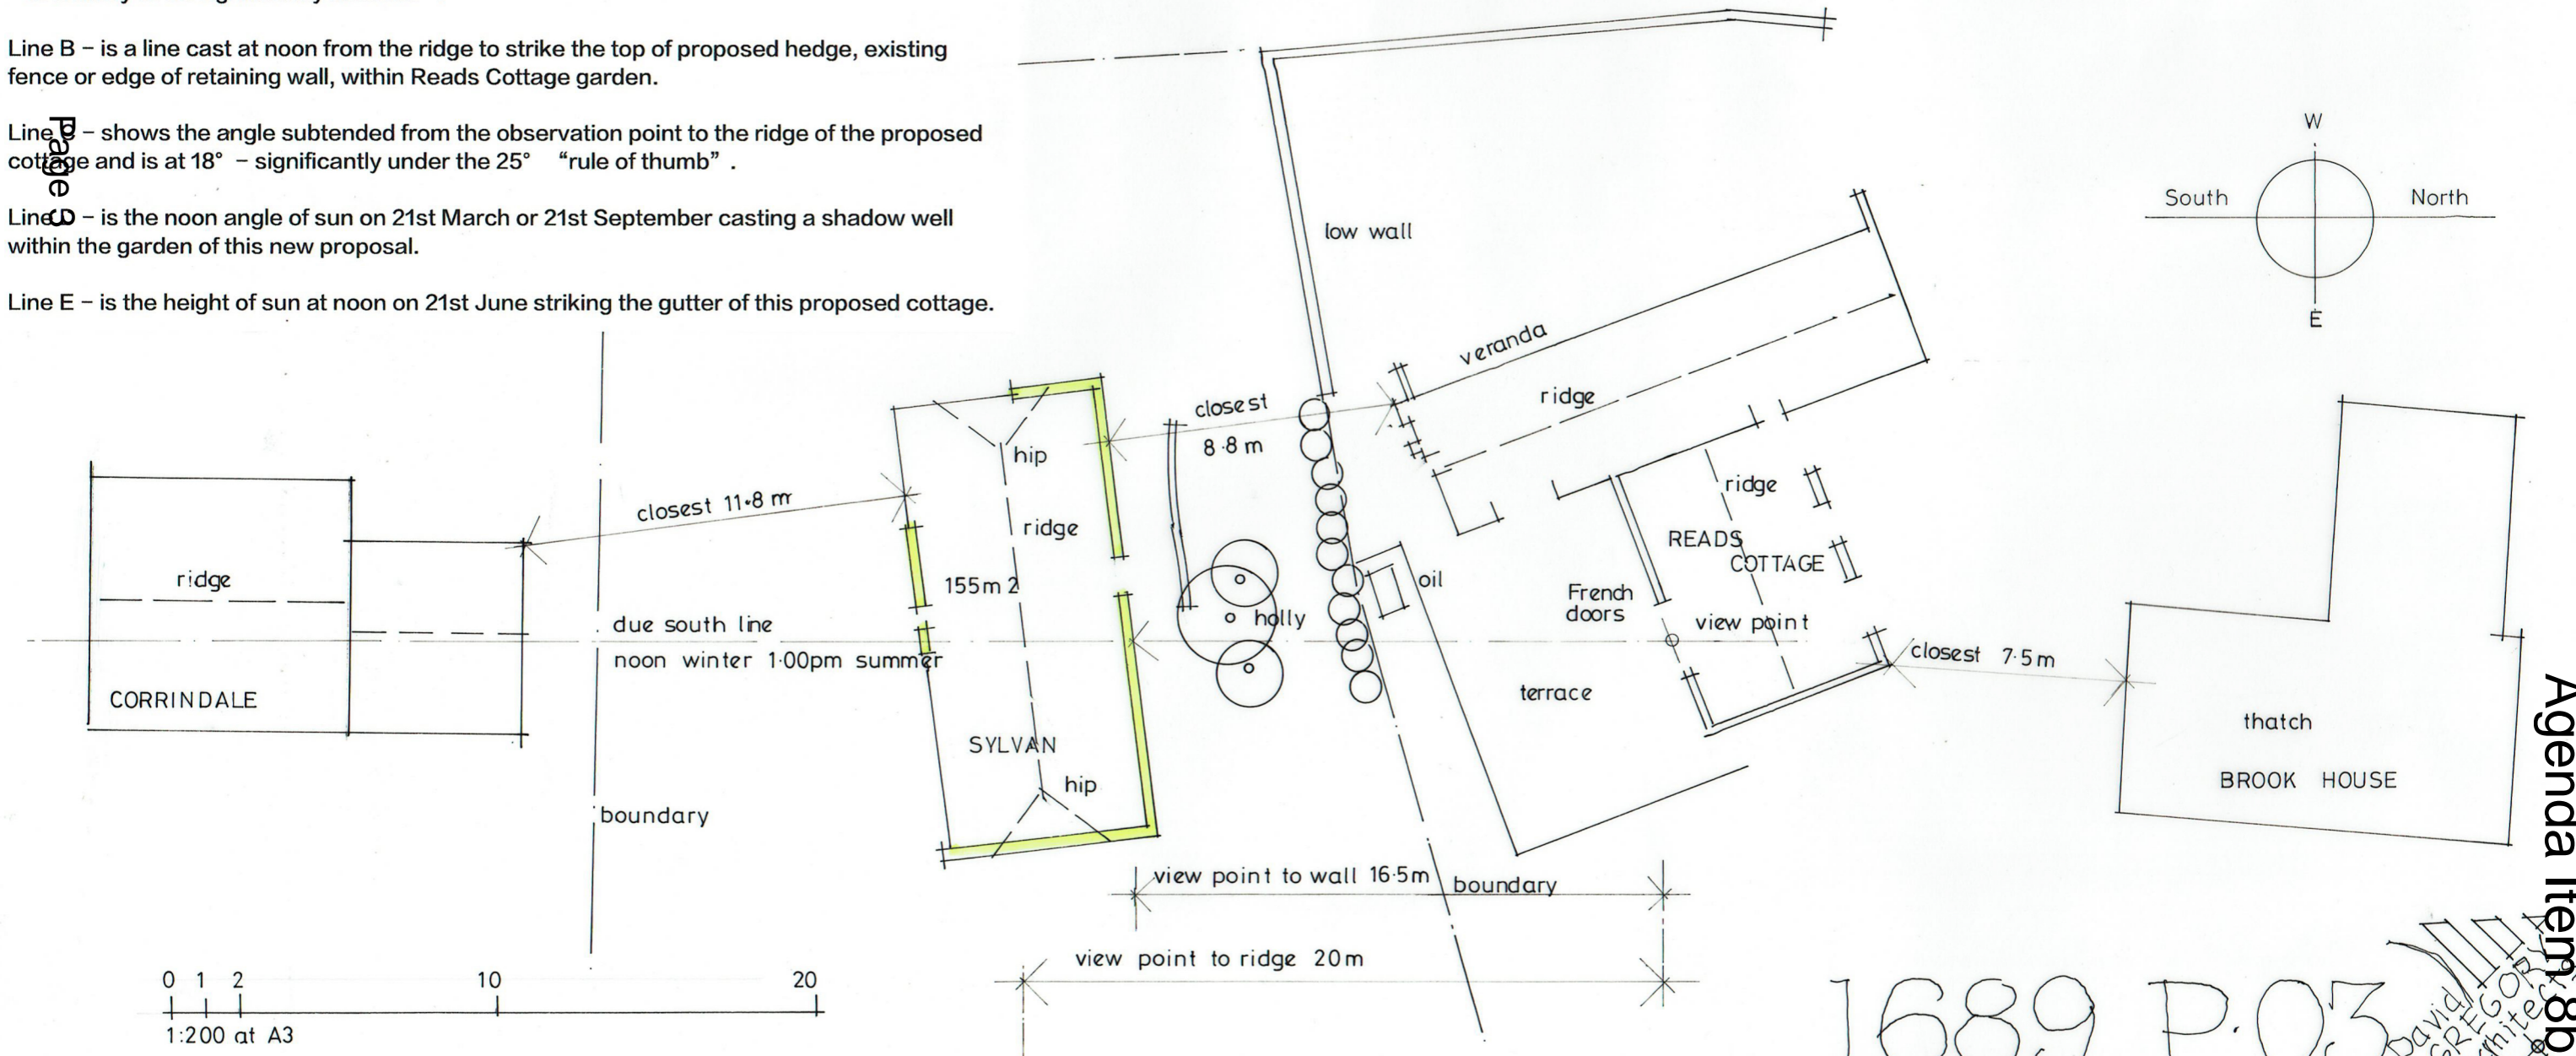 Line B – is a line cast at noon from the ridge to strike the top of proposed hedge, existing
fence or edge of retaining wall, within Reads Cottage garden.
Line – shows the angle subtended from the observation point to the ridge of the proposed
cottage and is at 18° – significantly under the 25° “rule of thumb” .
Line – is the noon angle of sun on 21st March or 21st September casting a shadow well
within the garden of this new proposal.
Line E – is the height of sun at noon on 21st June striking the gutter of this proposed cottage.
Page 3
W
South
North
E
low wall
veranda
ridge
closest
8·8 m
hip
closest 11·8 m
ridge
ridge
READS
COTTAGE
ridge
155m 2
oil
French
doors
holly
view point
due south line
noon winter 1·00pm summer
closest 7·5m
CORRINDALE
terrace
thatch
SYLVAN
BROOK HOUSE
hip
boundary
view point to wall 16·5m
boundary
view point to ridge 20m
0 1 2 10 20
1:200 at A3
1689 P.03
David
GREGORY
Agenda Item 8b